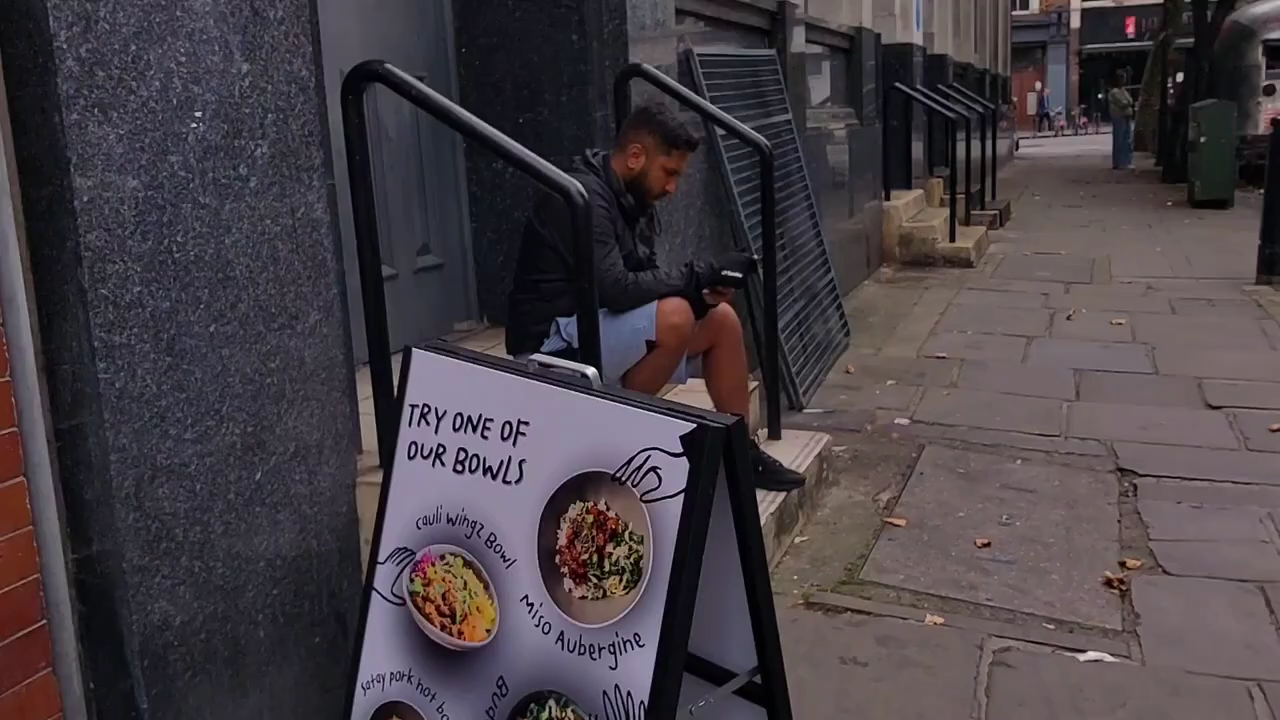 TRY ONE OF
OUR BOWLS
cauli wingz Bowl
Miso Aubergine
satay pork hot